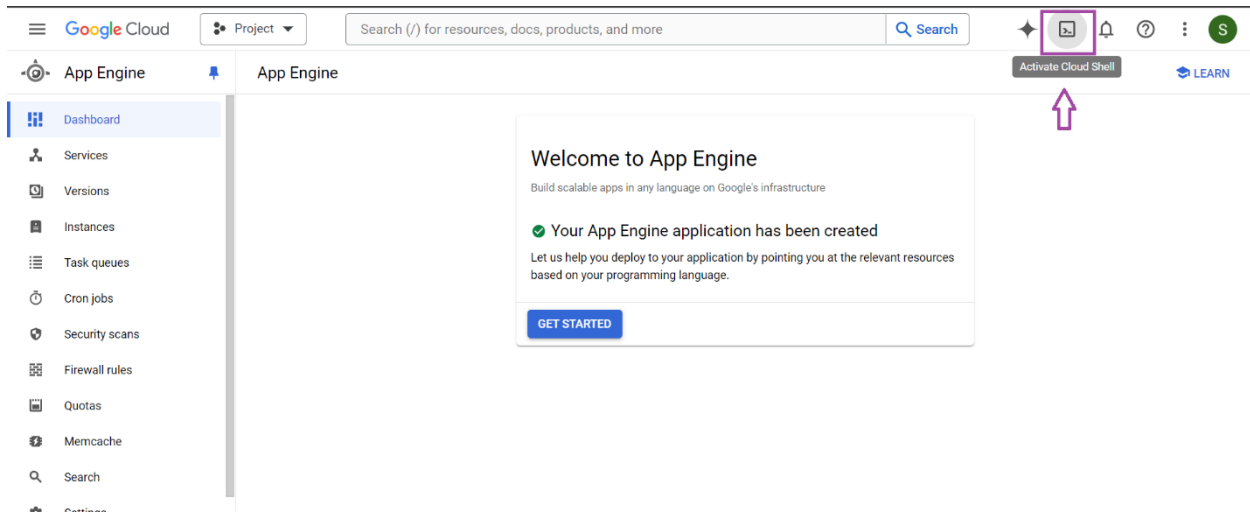 Google Cloud
Project
Search (/) for resources, docs, products, and more
Search
S
App Engine
App Engine
Activate Cloud Shell
LEARN
Dashboard
Services
Versions
Instances
Task queues
Cron jobs
Security scans
Firewall rules
Quotas
Memcache
Search
Settings
Welcome to App Engine
Build scalable apps in any language on Google's infrastructure
Your App Engine application has been created
Let us help you deploy to your application by pointing you at the relevant resources
based on your programming language.
GET STARTED